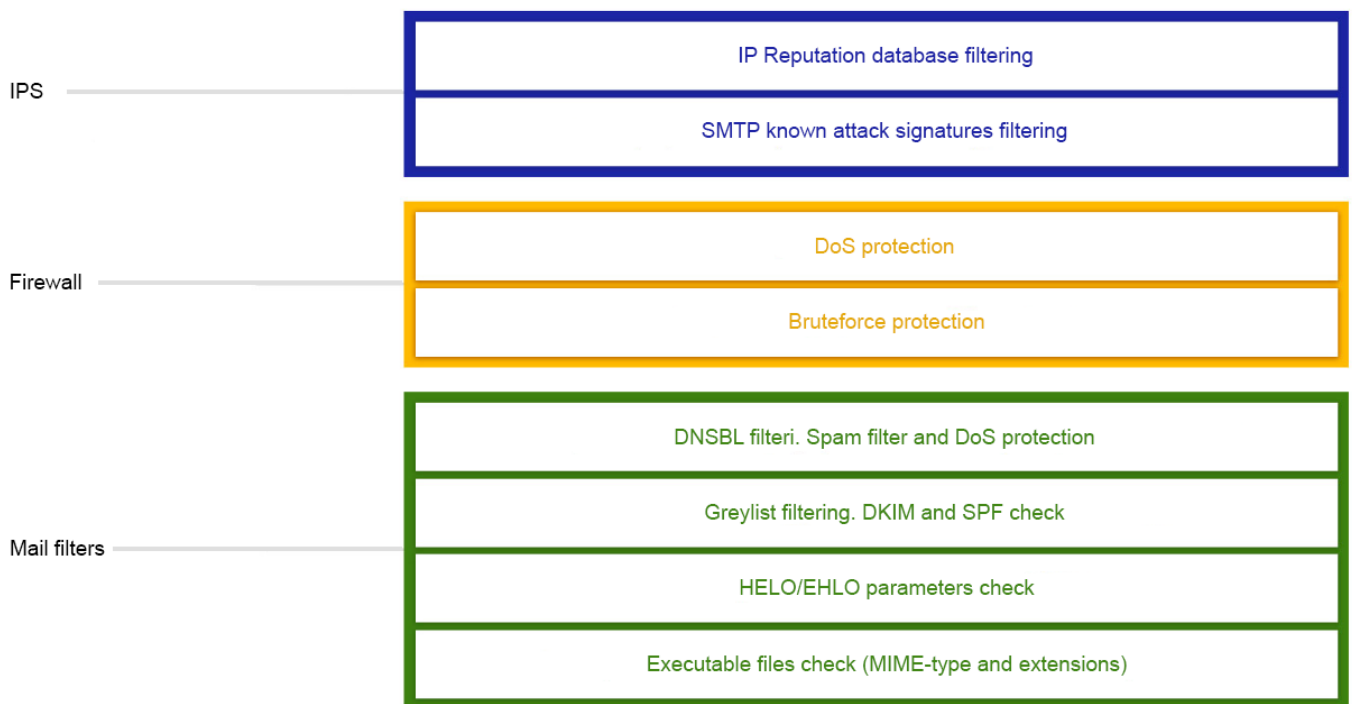 IPS
IP Reputation database filtering
SMTP known attack signatures filtering
Firewall
DoS protection
Bruteforce protection
Mail filters
DNSBL filteri. Spam filter and DoS protection
Greylist filtering. DKIM and SPF check
HELO/EHLO parameters check
Executable files check (MIME-type and extensions)